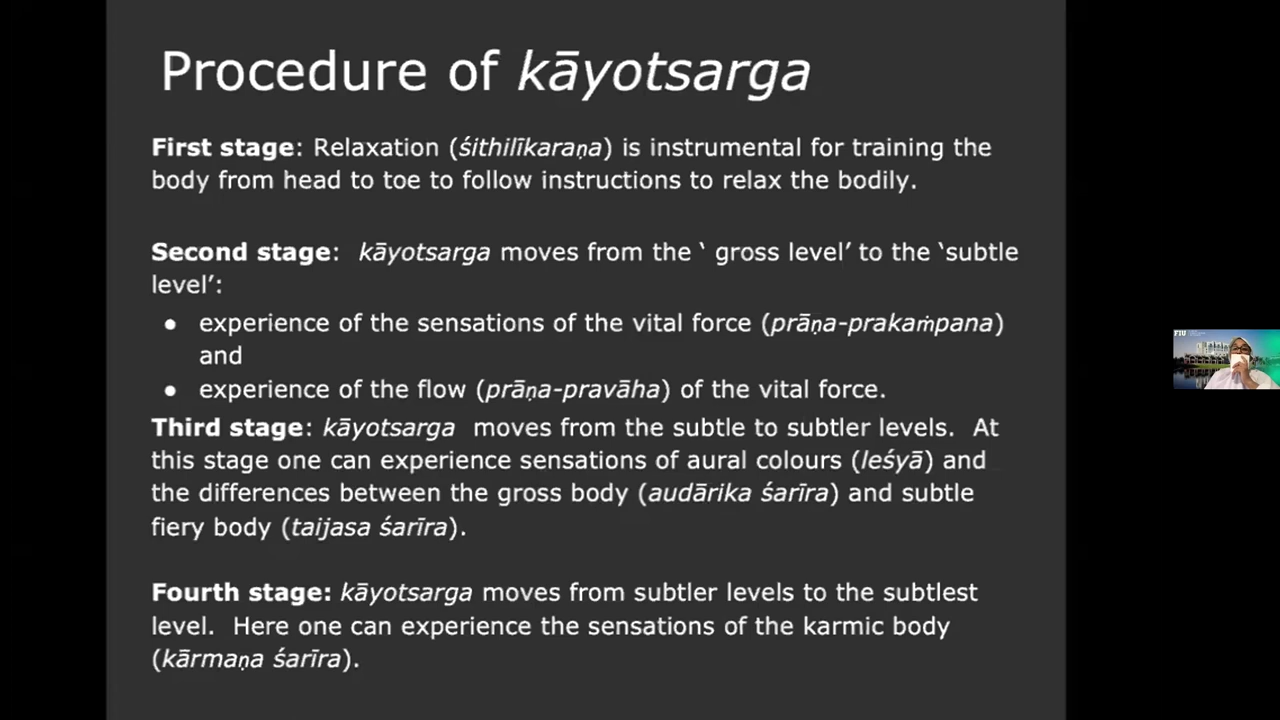 Procedure of kāyotsarga
First stage: Relaxation (śithilīkaraṇa) is instrumental for training the
body from head to toe to follow instructions to relax the bodily.
Second stage:  kāyotsarga moves from the ‘ gross level’ to the ‘subtle
level’:
● experience of the sensations of the vital force (prāṇa-prakaṁpana)
and
● experience of the flow (prāṇa-pravāha) of the vital force.
Third stage: kāyotsarga  moves from the subtle to subtler levels.  At
this stage one can experience sensations of aural colours (leśyā) and
the differences between the gross body (audārika śarīra) and subtle
fiery body (taijasa śarīra).
Fourth stage: kāyotsarga moves from subtler levels to the subtlest
level.  Here one can experience the sensations of the karmic body
(kārmaṇa śarīra).
FIU